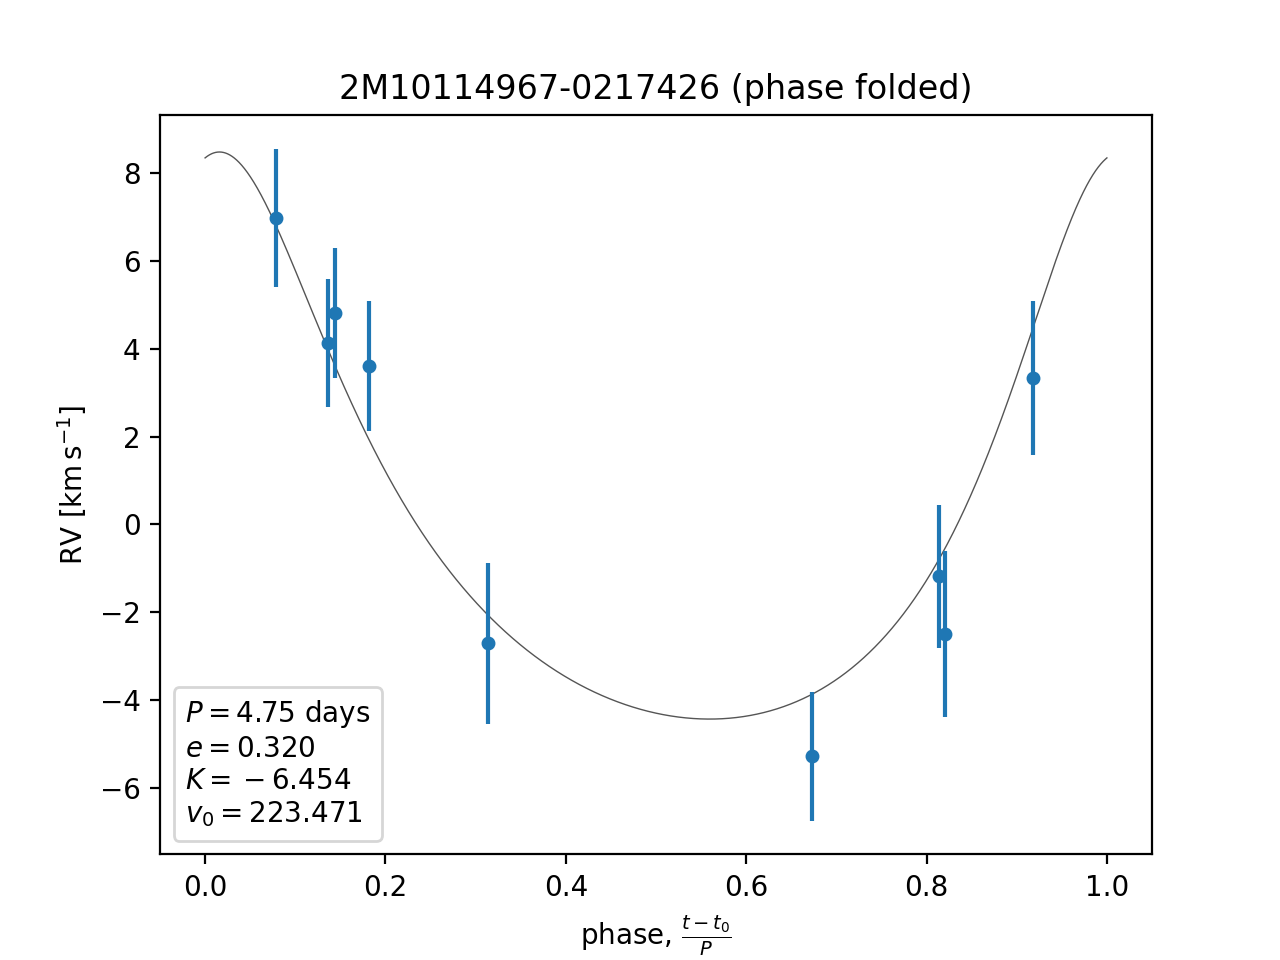 2M10114967-0217426 (phase folded)
RV [km s⁻¹]
8
6
4
2
0
−2
−4
−6
P = 4.75 days
e = 0.320
K = −6.454
v₀ = 223.471
0.0 0.2 0.4 0.6 0.8 1.0
phase, (t − t₀)/P